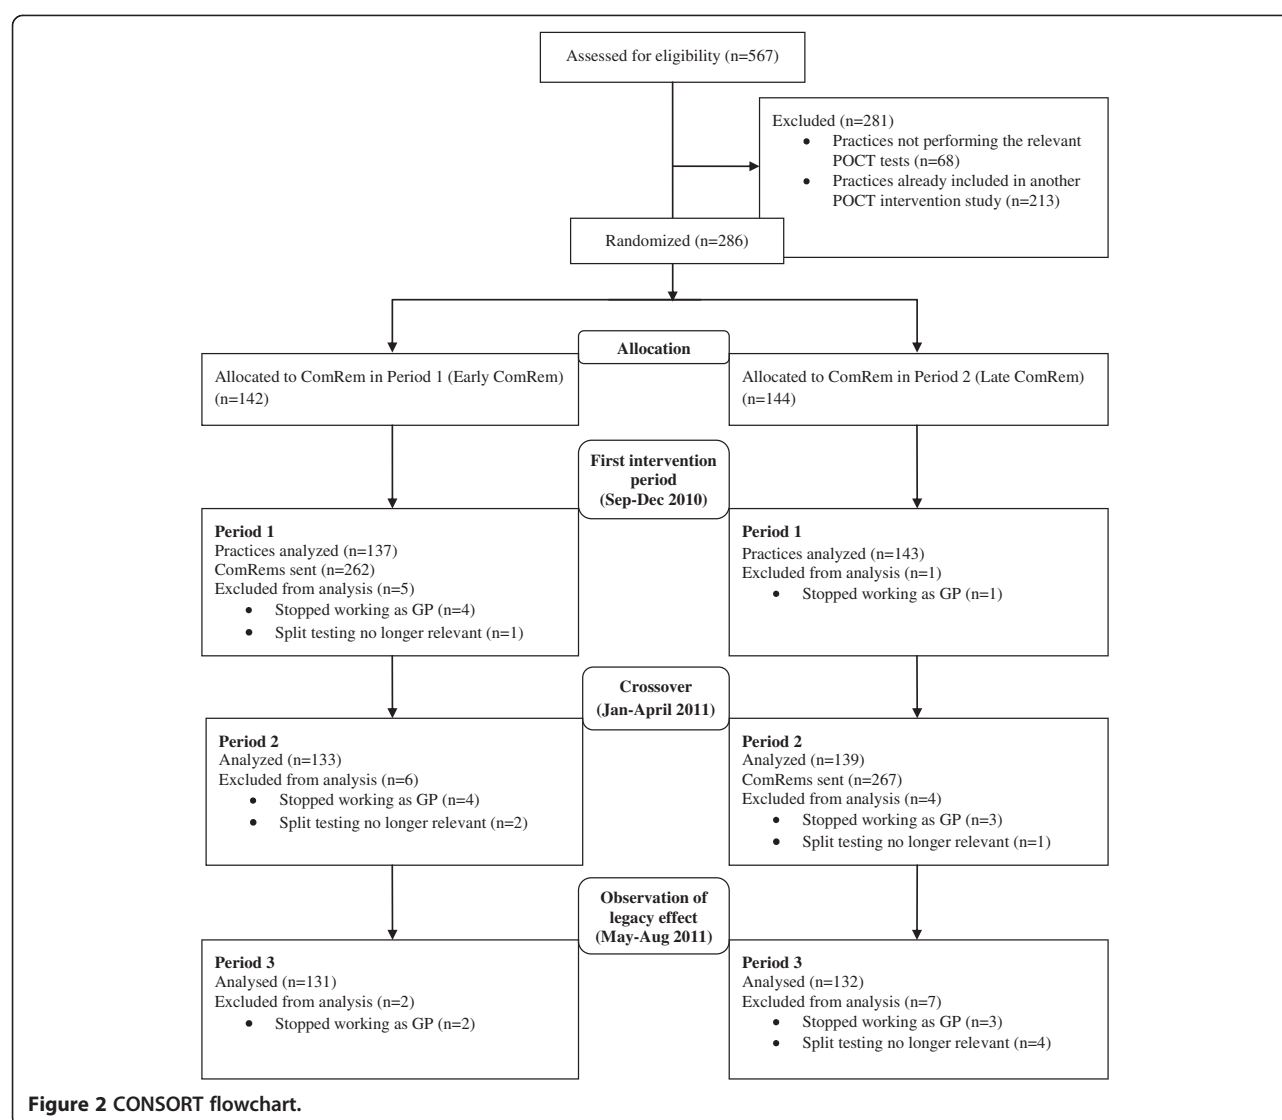 Assessed for eligibility (n=567)
Excluded (n=281)
• Practices not performing the relevant
POCT tests (n=68)
• Practices already included in another
POCT intervention study (n=213)
Randomized (n=286)
Allocation
Allocated to ComRem in Period 1 (Early ComRem)
(n=142)
Allocated to ComRem in Period 2 (Late ComRem)
(n=144)
First intervention
period
(Sep-Dec 2010)
Period 1
Practices analyzed (n=137)
ComRems sent (n=262)
Excluded from analysis (n=5)
• Stopped working as GP (n=4)
• Split testing no longer relevant (n=1)
Period 1
Practices analyzed (n=143)
Excluded from analysis (n=1)
• Stopped working as GP (n=1)
Crossover
(Jan-April 2011)
Period 2
Analyzed (n=133)
Excluded from analysis (n=6)
• Stopped working as GP (n=4)
• Split testing no longer relevant (n=2)
Period 2
Analyzed (n=139)
ComRems sent (n=267)
Excluded from analysis (n=4)
• Stopped working as GP (n=3)
• Split testing no longer relevant (n=1)
Observation of
legacy effect
(May-Aug 2011)
Period 3
Analysed (n=131)
Excluded from analysis (n=2)
• Stopped working as GP (n=2)
Period 3
Analysed (n=132)
Excluded from analysis (n=7)
• Stopped working as GP (n=3)
• Split testing no longer relevant (n=4)
Figure 2 CONSORT flowchart.